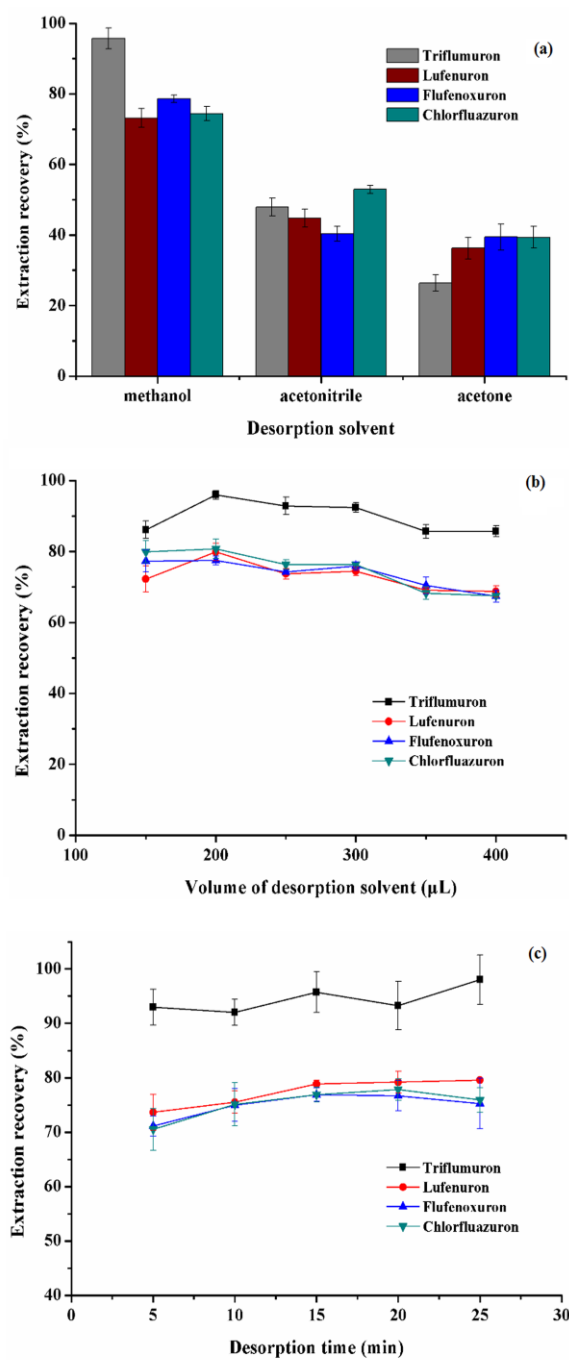 (a)
100
80
60
40
20
0
Extraction recovery (%)
Triflumuron
Lufenuron
Flufenoxuron
Chlorfluazuron
methanol acetonitrile acetone
Desorption solvent
(b)
100
80
60
40
20
0
Extraction recovery (%)
Triflumuron
Lufenuron
Flufenoxuron
Chlorfluazuron
100 200 300 400
Volume of desorption solvent (µL)
(c)
100
90
80
70
60
50
40
Extraction recovery (%)
Triflumuron
Lufenuron
Flufenoxuron
Chlorfluazuron
0 5 10 15 20 25 30
Desorption time (min)